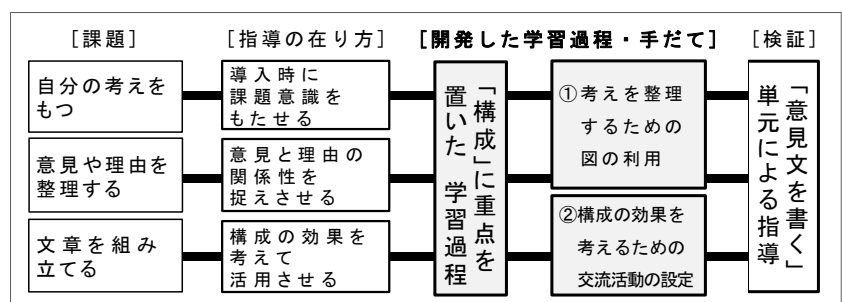 [課題]
[指導の在り方]
[開発した学習過程・手だて]
[検証]
自分の考えを
もつ
意見や理由を
整理する
文章を組み
立てる
導入時に
課題意識を
もたせる
意見と理由の
関係性を
捉えさせる
構成の効果を
考えて
活用させる
「構成」に重点を
置いた 学習過程
①考えを整理
するための
図の利用
②構成の効果を
考えるための
交流活動の設定
「意見文を書く」
単元による指導